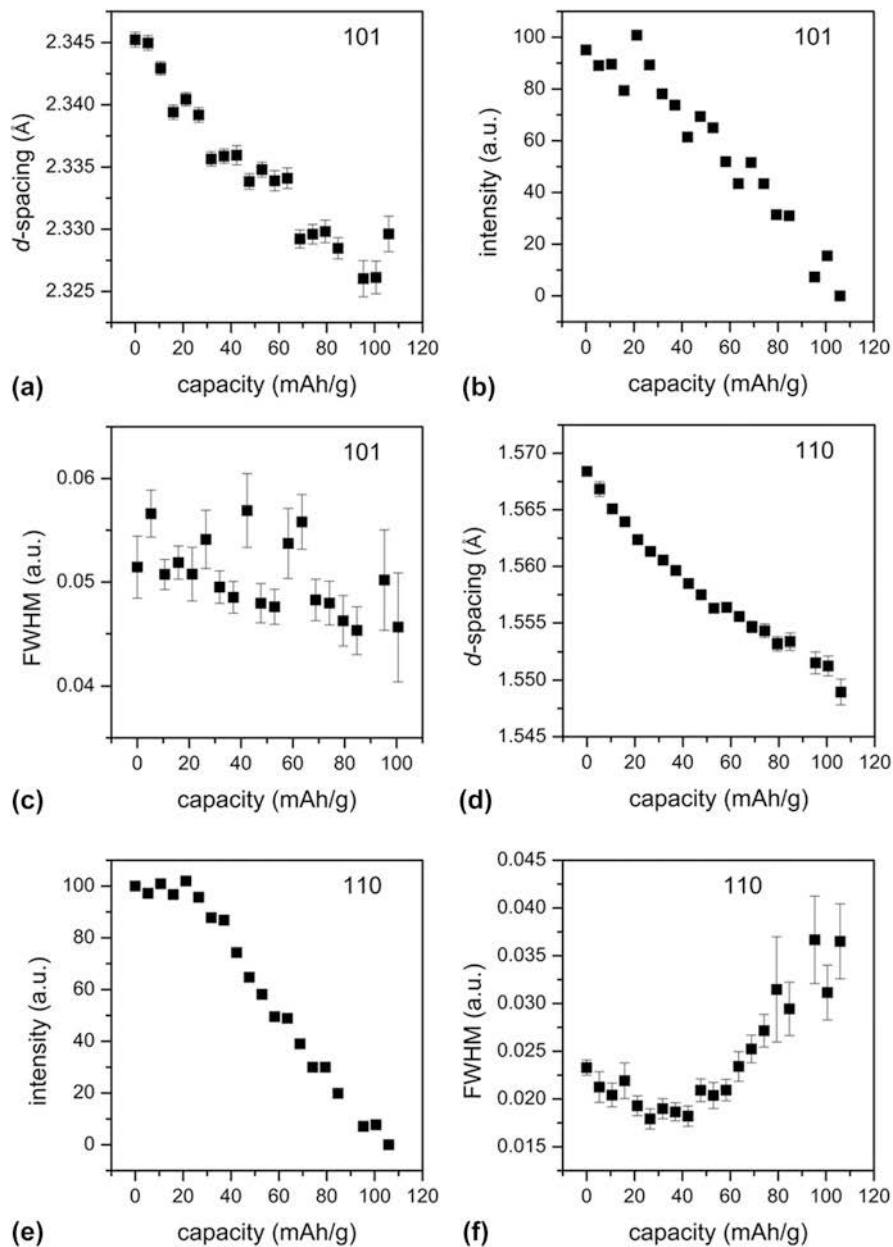 101
2.345
2.340
2.335
2.330
2.325
d-spacing (Å)
0 20 40 60 80 100 120
capacity (mAh/g)
(a)
101
100
80
60
40
20
0
intensity (a.u.)
0 20 40 60 80 100 120
capacity (mAh/g)
(b)
101
0.06
0.05
0.04
FWHM (a.u.)
0 20 40 60 80 100
capacity (mAh/g)
(c)
110
1.570
1.565
1.560
1.555
1.550
1.545
d-spacing (Å)
0 20 40 60 80 100 120
capacity (mAh/g)
(d)
110
100
80
60
40
20
0
intensity (a.u.)
0 20 40 60 80 100 120
capacity (mAh/g)
(e)
110
0.045
0.040
0.035
0.030
0.025
0.020
0.015
FWHM (a.u.)
0 20 40 60 80 100 120
capacity (mAh/g)
(f)